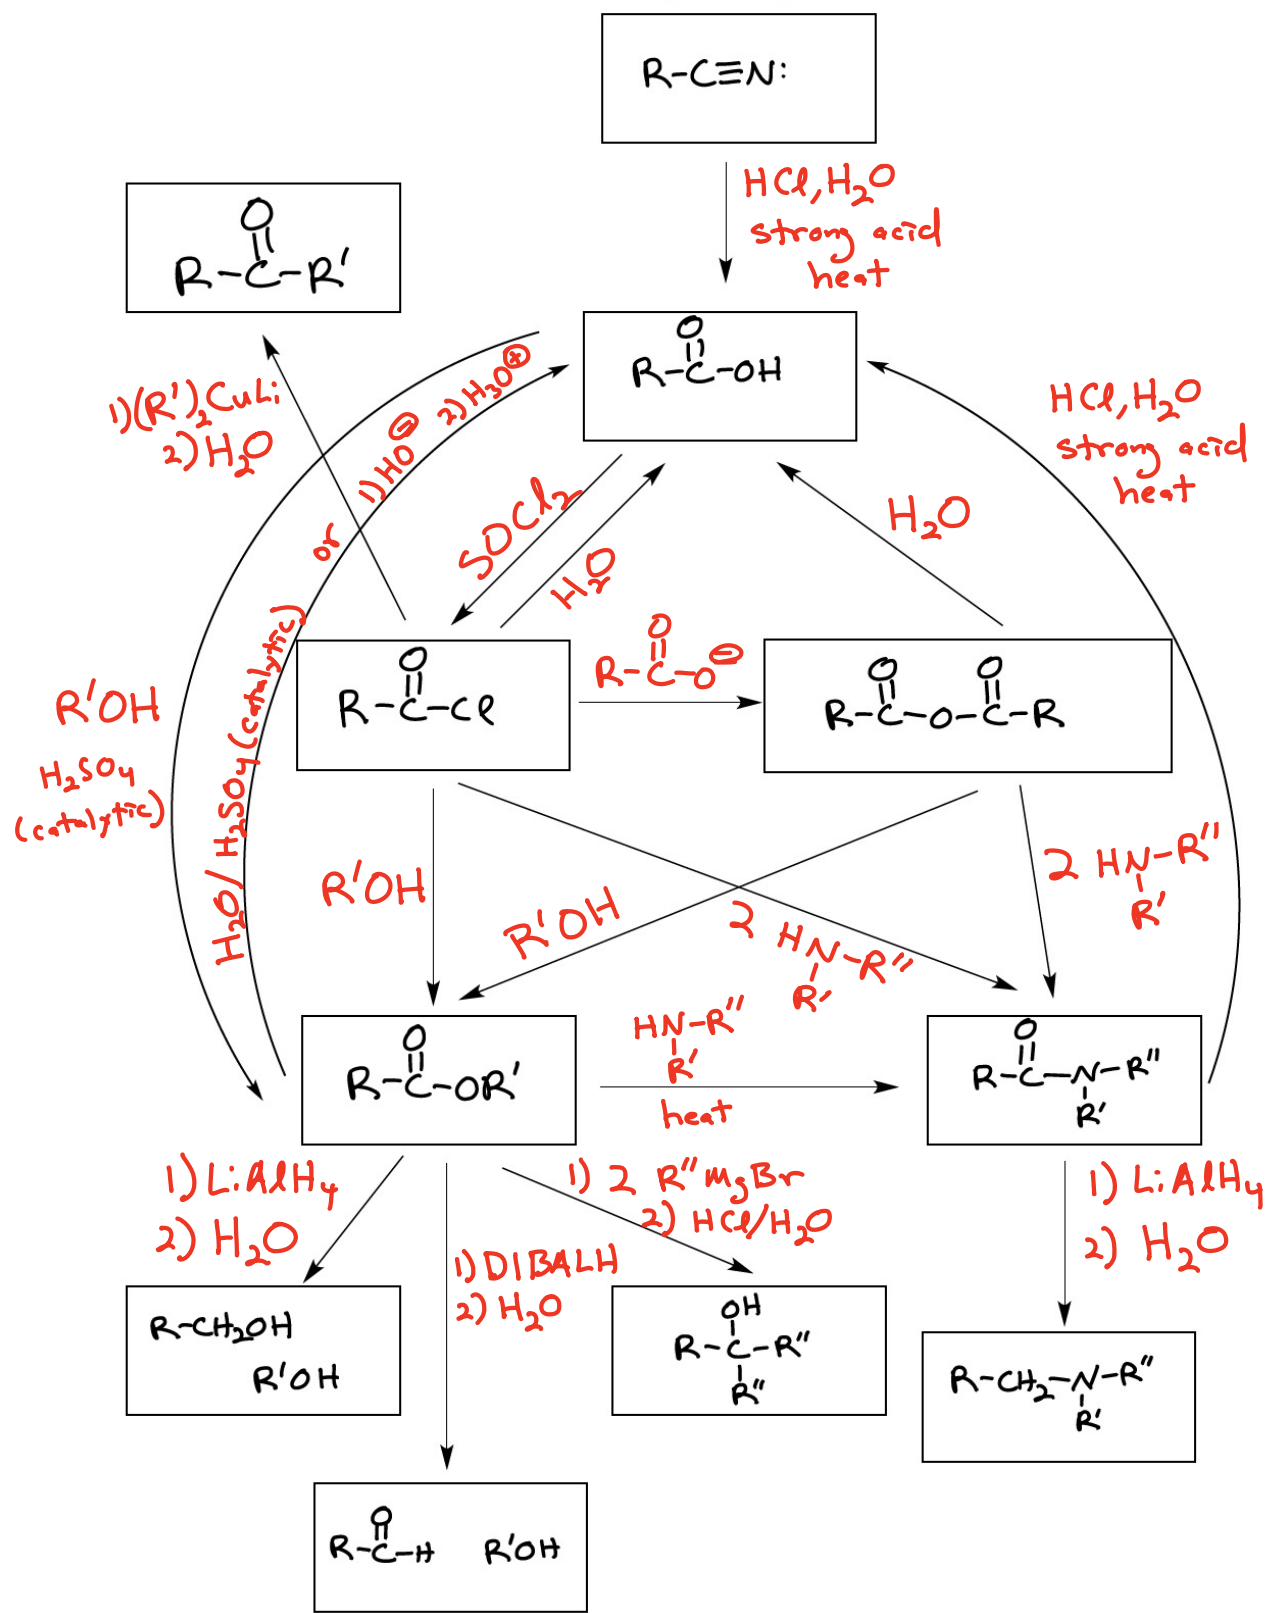 R-C≡N:
HCl, H2O
strong acid
heat
O
R-C-R'
O
R-C-OH
1)(R')2CuLi
2) H2O
H2O/H2SO4 (catalytic) or 1) HO⊖ 2) H3O⊕
HCl, H2O
strong acid
heat
SOCl2
H2O
H2O
O
R-C-O⊖
R'OH
H2SO4
(catalytic)
O
R-C-Cl
O O
R-C-O-C-R
R'OH
R'OH
2 HN-R''
R'
2 HN-R''
R'
HN-R''
R'
heat
O
R-C-OR'
O
R-C-N-R''
R'
1) LiAlH4
2) H2O
1) DIBALH
2) H2O
1) 2 R''MgBr
2) HCl/H2O
1) LiAlH4
2) H2O
R-CH2OH
R'OH
OH
R-C-R''
R''
R-CH2-N-R''
R'
O
R-C-H R'OH